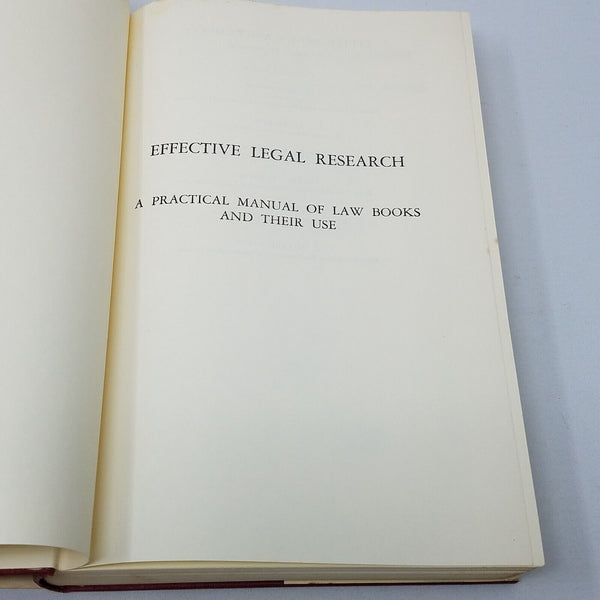 EFFECTIVE LEGAL RESEARCH
A PRACTICAL MANUAL OF LAW BOOKS
AND THEIR USE